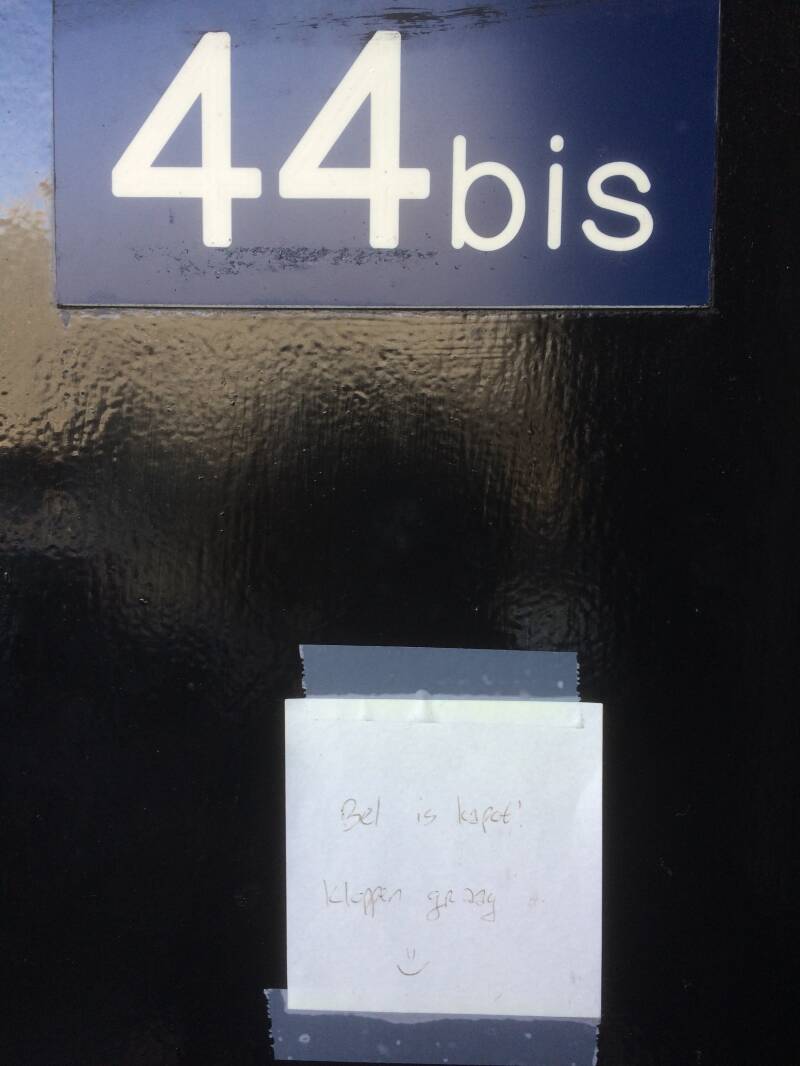 44bis
Bel is kapot!
Kloppen graag